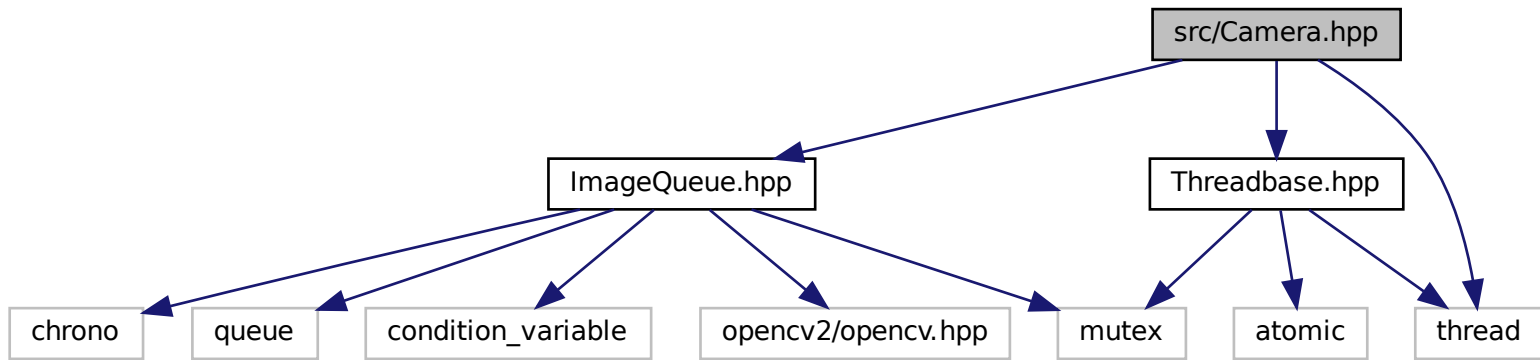 src/Camera.hpp
ImageQueue.hpp
Threadbase.hpp
chrono
queue
condition_variable
opencv2/opencv.hpp
mutex
atomic
thread